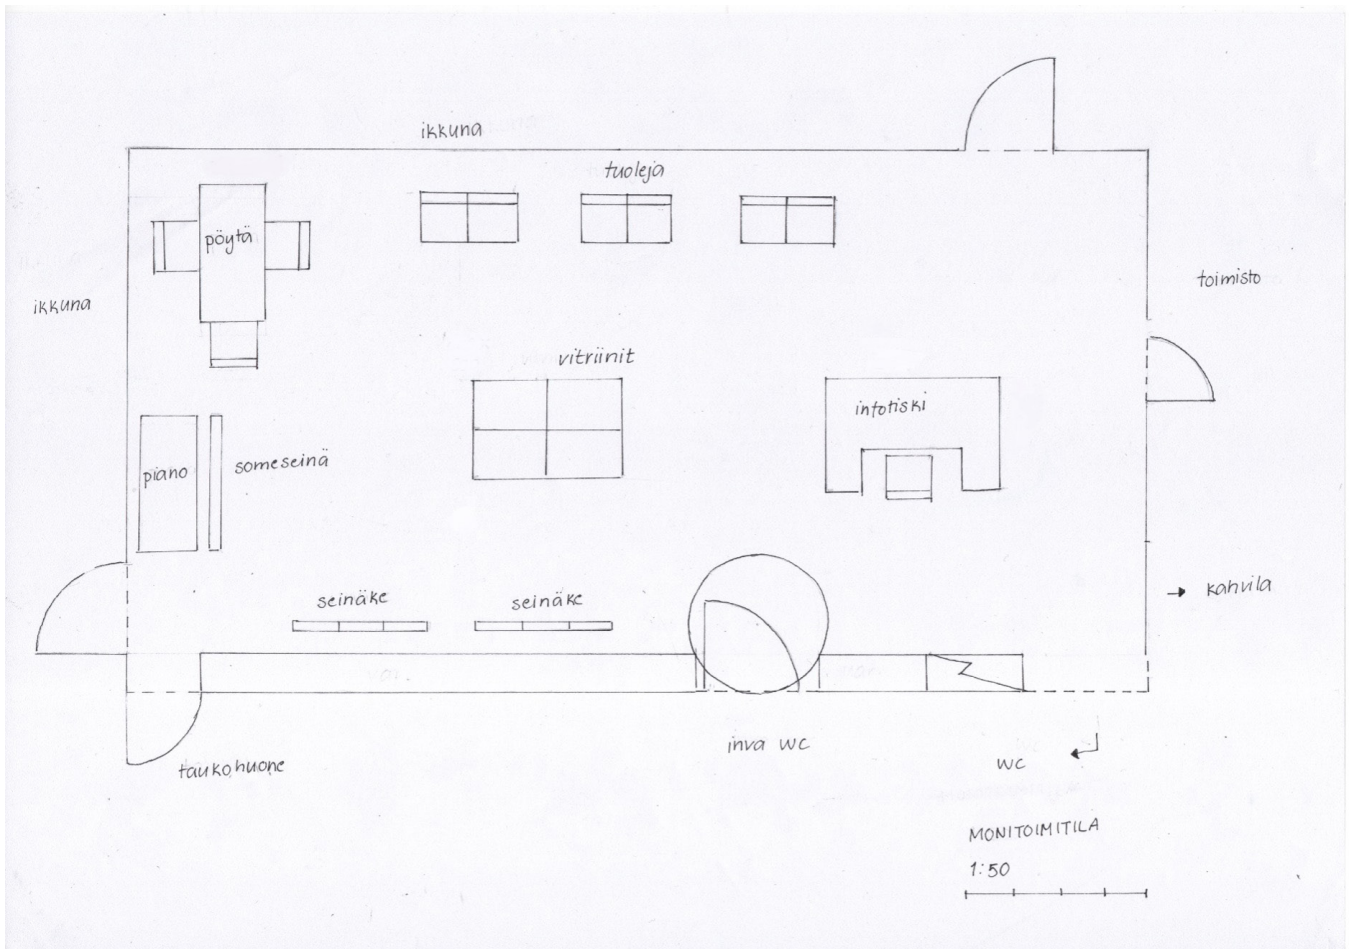 ikkuna
tuoleja
pöytä
toimisto
ikkuna
vitriinit
infotiski
someseinä
piano
kahvila
seinäke
seinäke
inva WC
WC
taukohuone
MONITOIMITILA
1:50